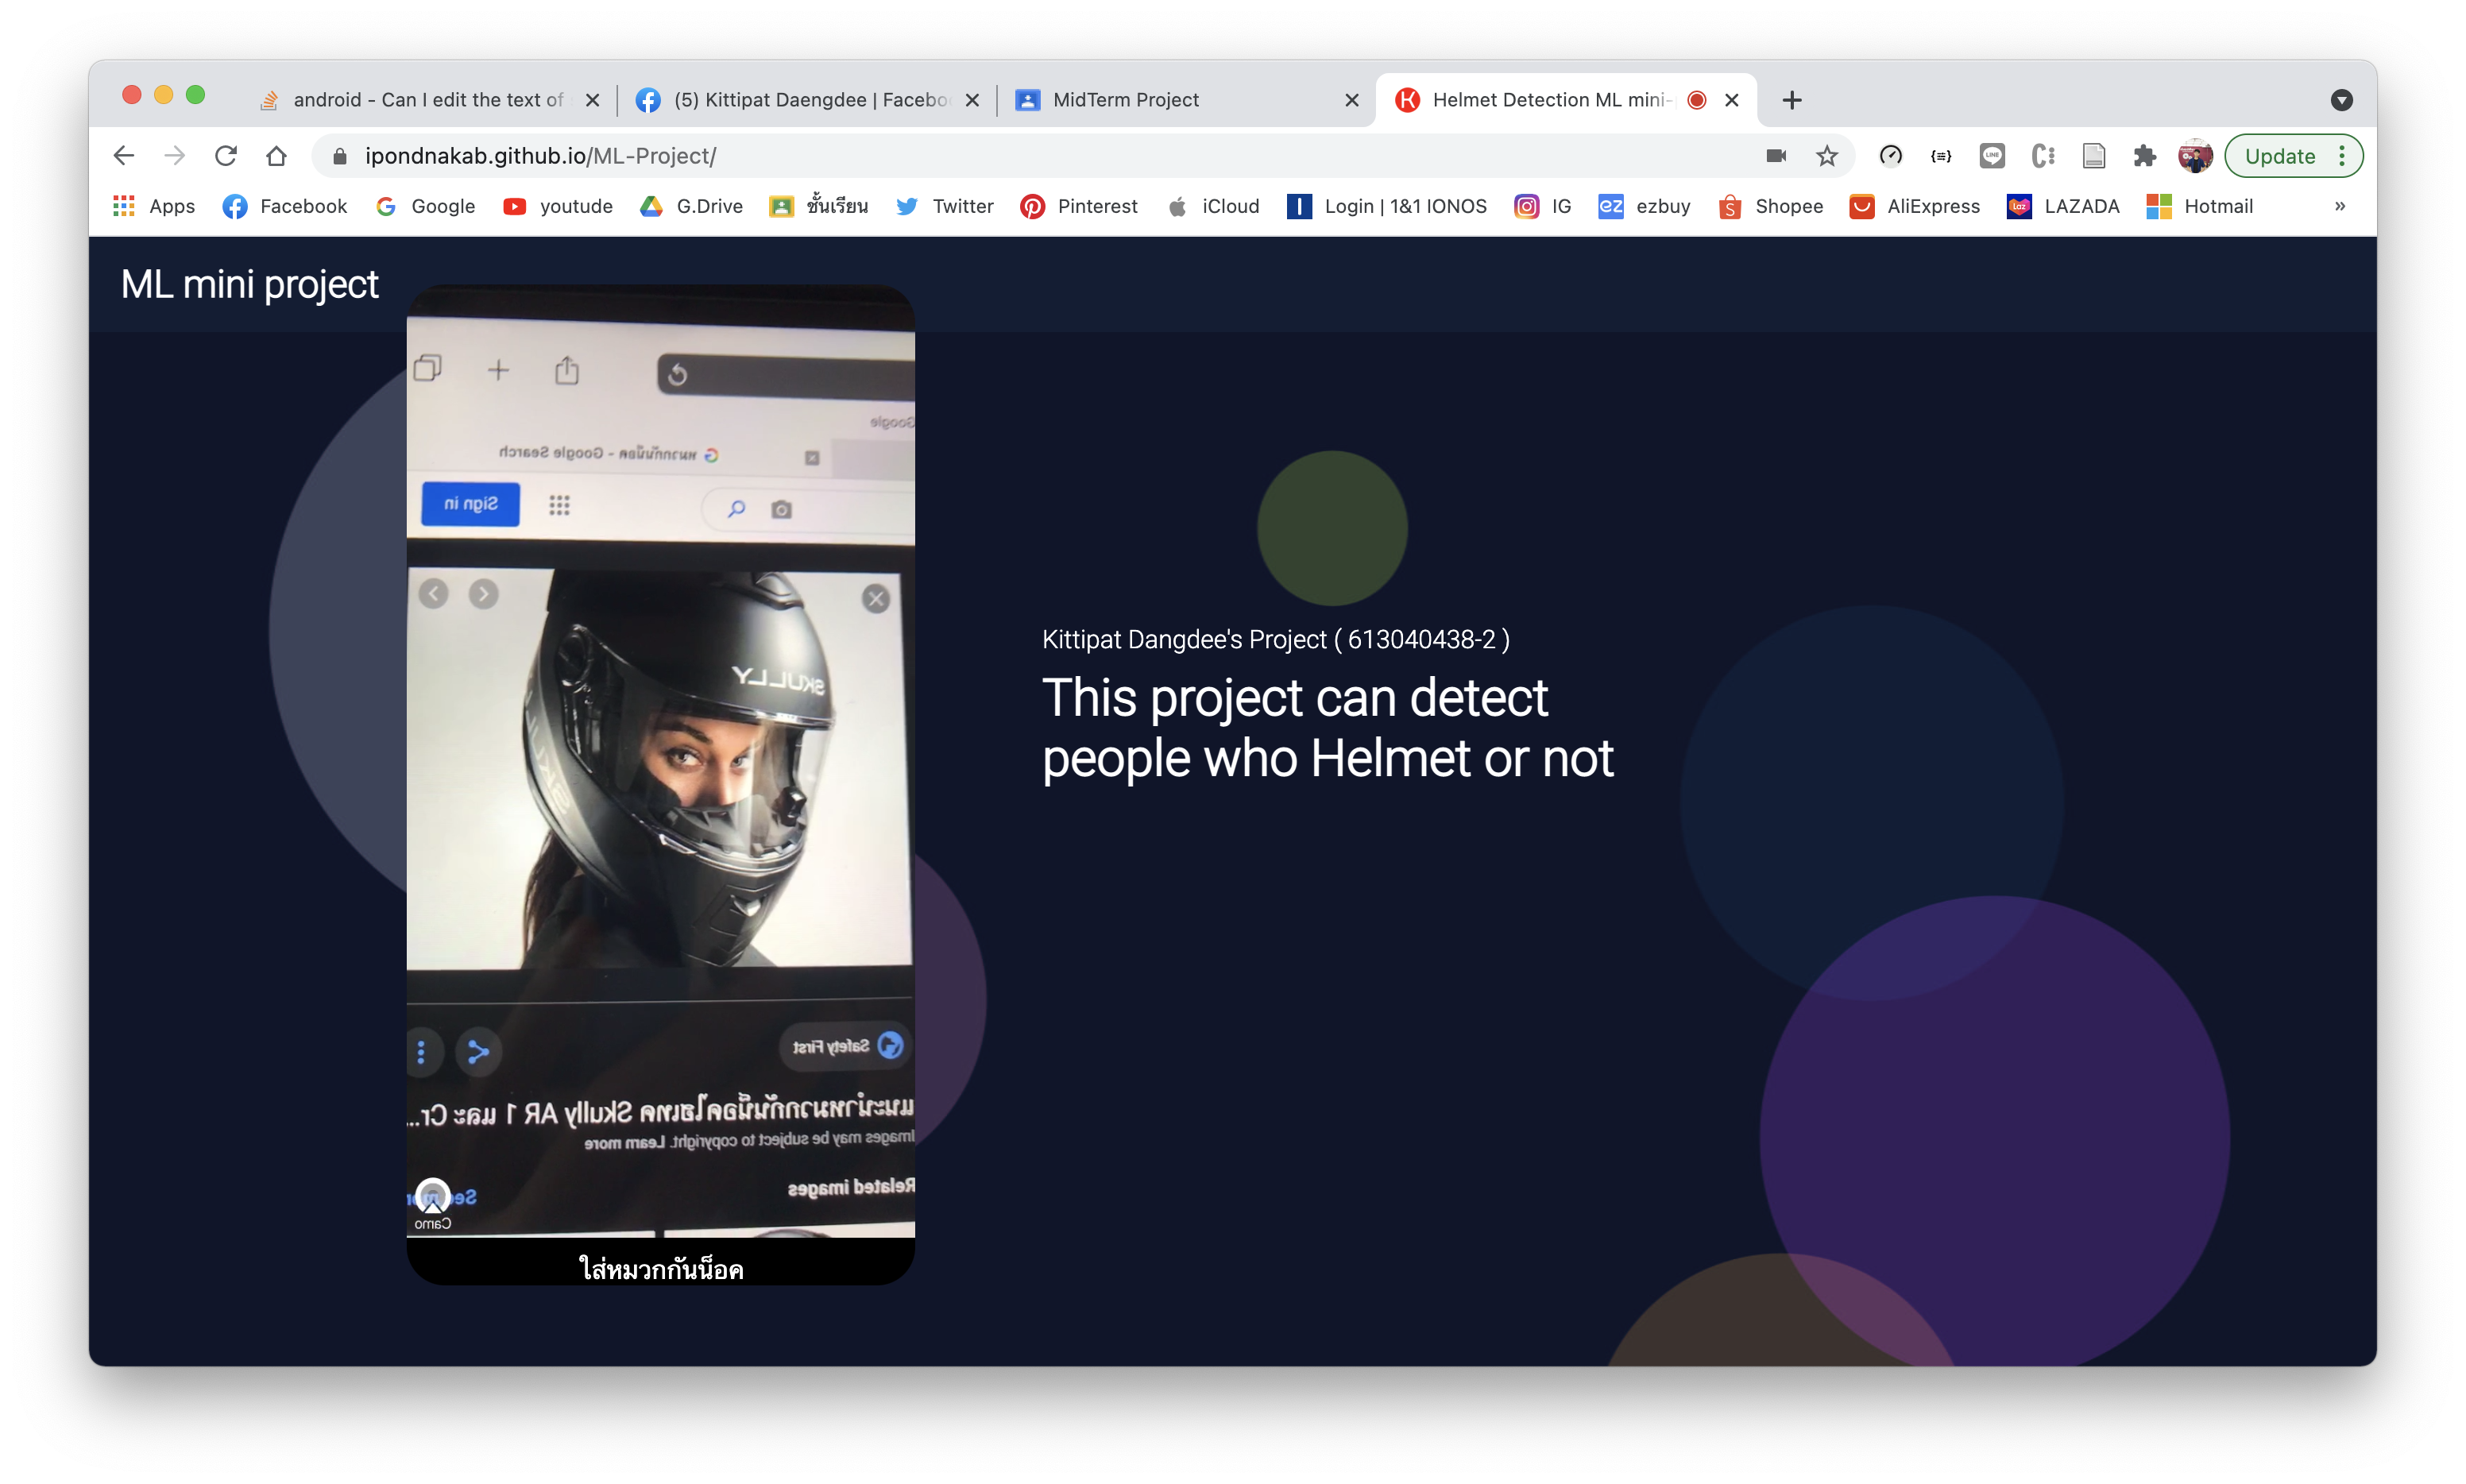 android - Can I edit the text of
(5) Kittipat Daengdee | Facebo
MidTerm Project
Helmet Detection ML mini-
ipondnakab.github.io/ML-Project/
Update
Apps
Facebook
Google
youtude
G.Drive
ชั้นเรียน
Twitter
Pinterest
iCloud
Login | 1&1 IONOS
IG
ezbuy
Shopee
AliExpress
LAZADA
Hotmail
»
ML mini project
Google
หมวกกันน็อค - Google Search
Sign in
SKULLY
Safety First
แนะนำหมวกกันน็อคไฮเทค Skully AR 1 และ Cr...
Images may be subject to copyright. Learn more
Related images
Camo
ใส่หมวกกันน็อค
Kittipat Dangdee's Project ( 613040438-2 )
This project can detect
people who Helmet or not